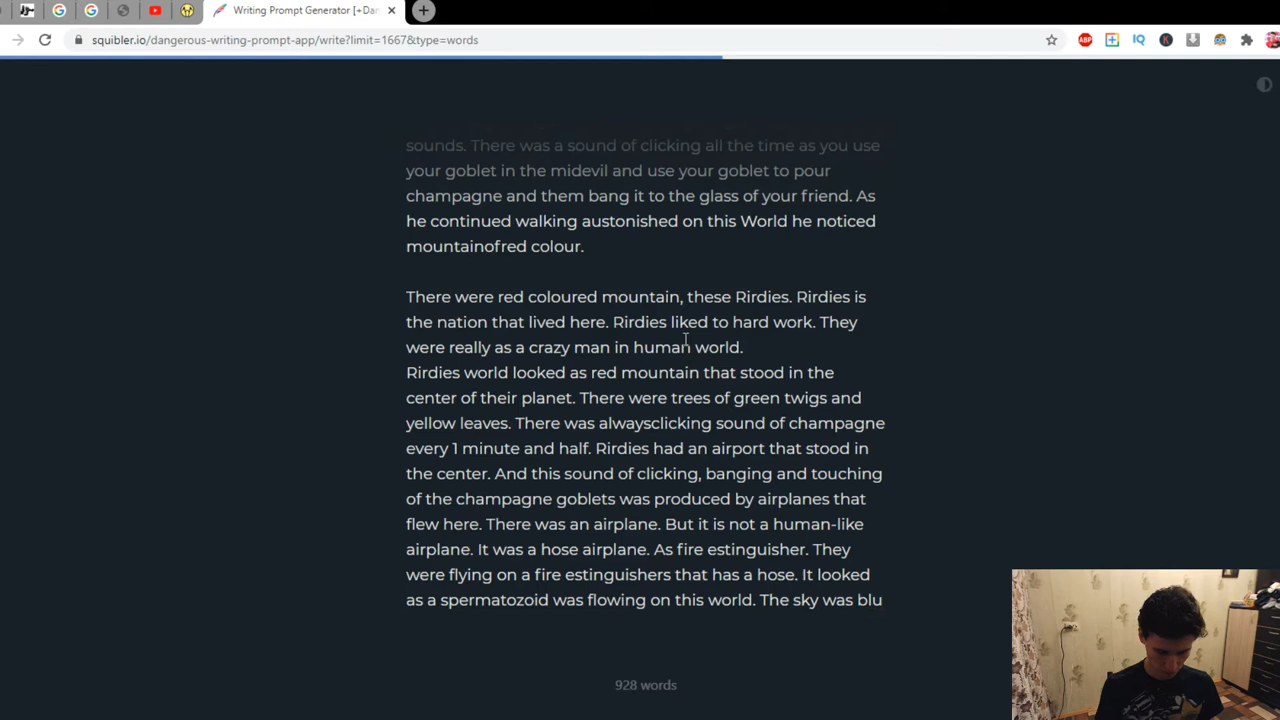 Writing Prompt Generator [+Dan
squibler.io/dangerous-writing-prompt-app/write?limit=1667&type=words
sounds. There was a sound of clicking all the time as you use
your goblet in the midevil and use your goblet to pour
champagne and them bang it to the glass of your friend. As
he continued walking austonished on this World he noticed
mountainofred colour.
There were red coloured mountain, these Rirdies. Rirdies is
the nation that lived here. Rirdies liked to hard work. They
were really as a crazy man in human world.
Rirdies world looked as red mountain that stood in the
center of their planet. There were trees of green twigs and
yellow leaves. There was alwaysclicking sound of champagne
every 1 minute and half. Rirdies had an airport that stood in
the center. And this sound of clicking, banging and touching
of the champagne goblets was produced by airplanes that
flew here. There was an airplane. But it is not a human-like
airplane. It was a hose airplane. As fire estinguisher. They
were flying on a fire estinguishers that has a hose. It looked
as a spermatozoid was flowing on this world. The sky was blu
928 words